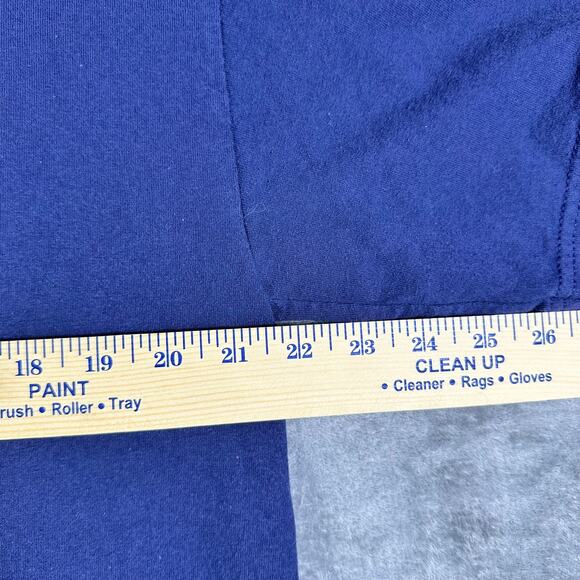 18 19 20 21 22 23 24 25 26
PAINT
rush • Roller • Tray
CLEAN UP
• Cleaner • Rags • Gloves